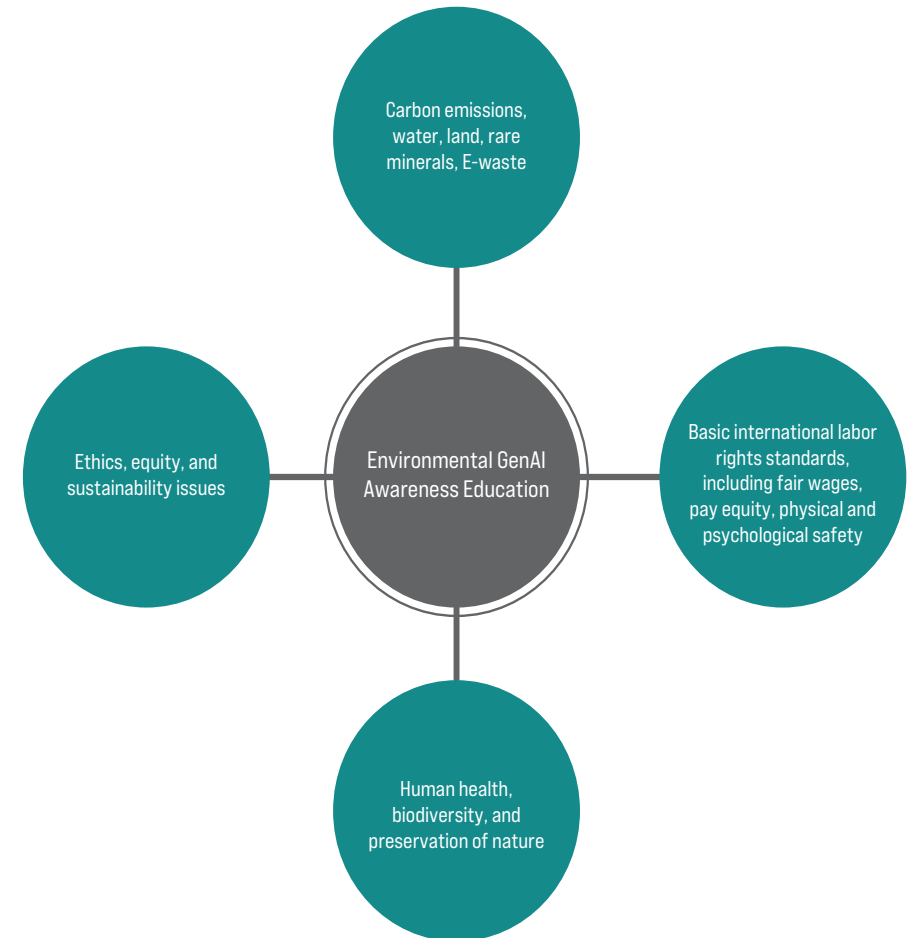 Carbon emissions,
water, land, rare
minerals, E-waste
Ethics, equity, and
sustainability issues
Environmental GenAI
Awareness Education
Basic international labor
rights standards,
including fair wages,
pay equity, physical and
psychological safety
Human health,
biodiversity, and
preservation of nature